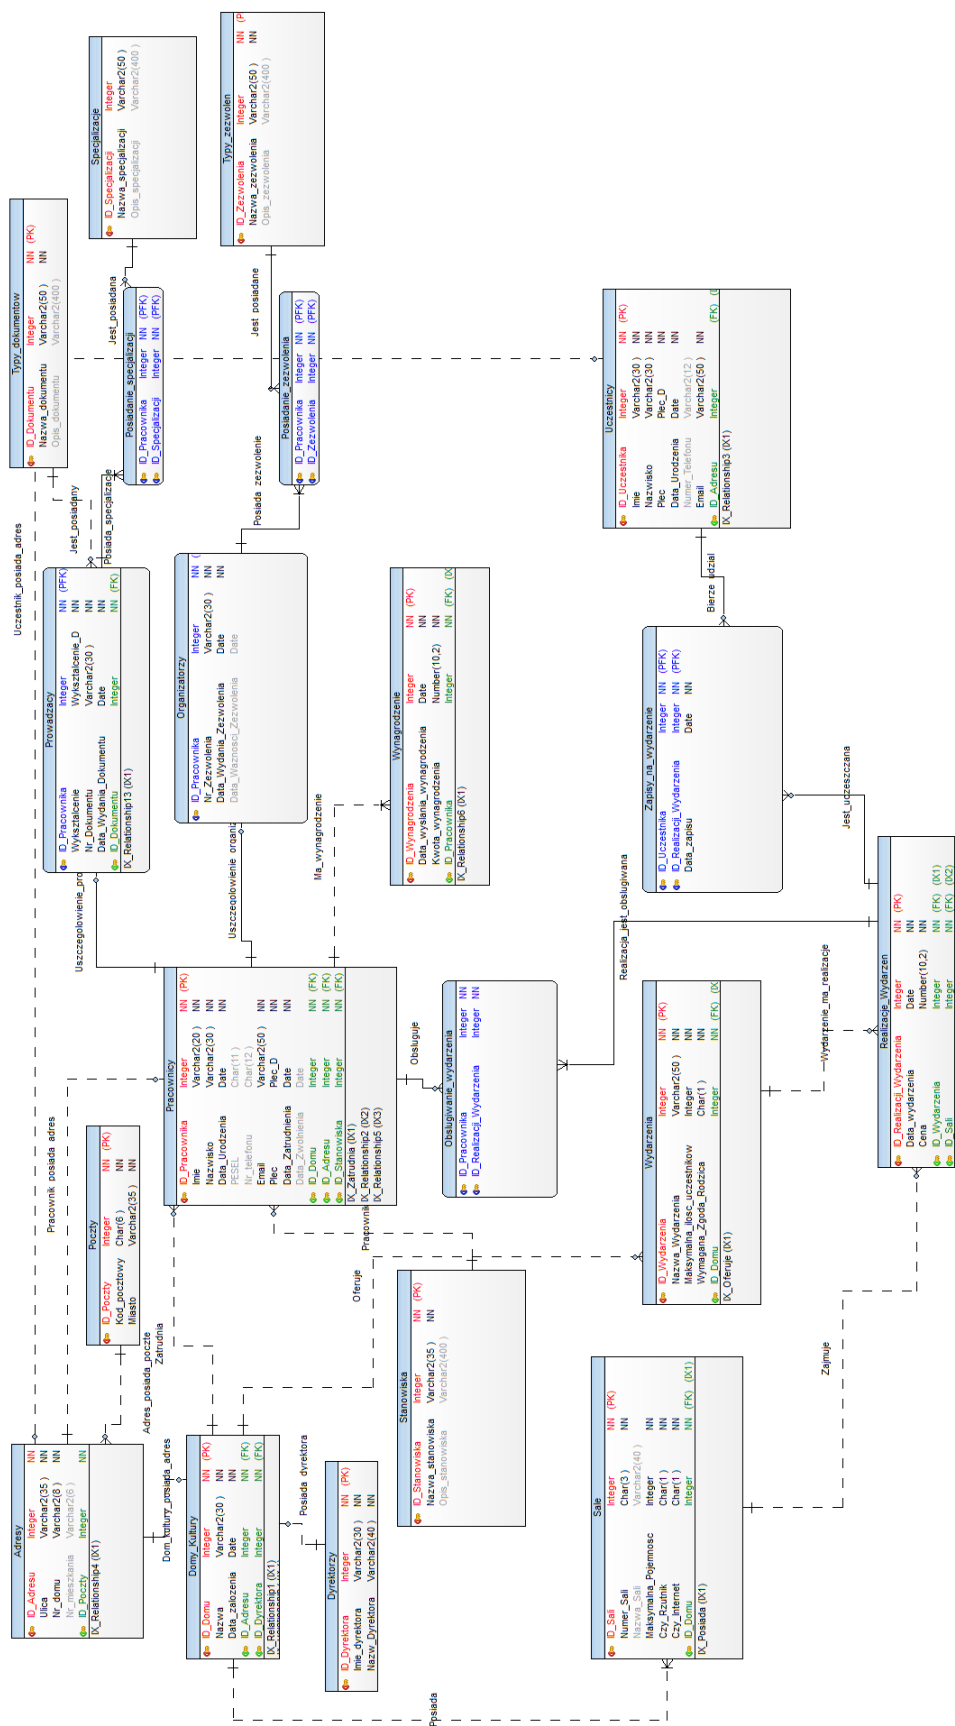 Adresy
ID_Adresu Integer NN
Ulica Varchar2(35) NN
Nr_domu Varchar2(8) NN
Nr_mieszkania Varchar2(6)
ID_Poczty Integer NN
IX_Relationship4 (IX1)
Poczty
ID_Poczty Integer NN (PK)
Kod_pocztowy Char(6) NN
Miasto Varchar2(35) NN
Adres_posiada_poczte
Pracownik posiada adres
Uczestnik_posiada_adres
Dom_kultury_posiada_adres
Zatrudnia
Domy_Kultury
ID_Domu Integer NN (PK)
Nazwa Varchar2(30) NN
Data_zalozenia Date NN
ID_Adresu Integer NN (FK)
ID_Dyrektora Integer NN (FK)
IX_Relationship1 (IX1)
Posiada dyrektora
Dyrektorzy
ID_Dyrektora Integer NN (PK)
Imie_dyrektora Varchar2(30) NN
Nazw_Dyrektora Varchar2(40) NN
Posiada
Oferuje
Pracownik
Stanowiska
ID_Stanowiska Integer NN (PK)
Nazwa_stanowiska Varchar2(35) NN
Opis_stanowiska Varchar2(400)
Sale
ID_Sali Integer NN (PK)
Numer_Sali Char(3) NN
Nazwa_Sali Varchar2(40)
Maksymalna_Pojemnosc Integer NN
Czy_Rzutnik Char(1) NN
Czy_Internet Char(1) NN
ID_Domu Integer NN (FK) (IX1)
IX_Posiada (IX1)
Zajmuje
Pracownicy
ID_Pracownika Integer NN (PK)
Imie Varchar2(20) NN
Nazwisko Varchar2(30) NN
Data_Urodzenia Date NN
PESEL Char(11)
Nr_telefonu Char(12)
Email Varchar2(50) NN
Plec Plec_D NN
Data_Zatrudnienia Date NN
Data_Zwolnienia Date
ID_Domu Integer NN (FK)
ID_Adresu Integer NN (FK)
ID_Stanowiska Integer NN (FK)
IX_Zatrudnia (IX1)
IX_Relationship2 (IX2)
IX_Relationship5 (IX3)
Obsluguje
Obslugiwanie_wydarzenia
ID_Pracownika Integer NN
ID_Realizacji_Wydarzenia Integer NN
Realizacja_jest_obslugiwana
Wydarzenia
ID_Wydarzenia Integer NN (PK)
Nazwa_Wydarzenia Varchar2(50) NN
Maksymalna_ilosc_uczestnikow Integer NN
Wymagana_Zgoda_Rodzica Char(1) NN
ID_Domu Integer NN (FK) (IX
IX_Oferuje (IX1)
Wydarzenie_ma_realizacje
Realizacje_Wydarzen
ID_Realizacji_Wydarzenia Integer NN (PK)
Data_wydarzenia Date NN
Cena Number(10,2) NN
ID_Wydarzenia Integer NN (FK) (IX1)
ID_Sali Integer NN (FK) (IX2)
Jest_uczeszczana
Uszczegolowienie_pro
Prowadzacy
ID_Pracownika Integer NN (PFK)
Wyksztalcenie Wyksztalcenie_D NN
Nr_Dokumentu Varchar2(30) NN
Data_Wydania_Dokumentu Date NN
ID_Dokumentu Integer NN (FK)
IX_Relationship13 (IX1)
Uszczegolowienie organiz
Organizatorzy
ID_Pracownika Integer NN (
Nr_Zezwolenia Varchar2(30) NN
Data_Wydania_Zezwolenia Date NN
Data_Waznosci_Zezwolenia Date
Ma_wynagrodzenie
Wynagrodzenie
ID_Wynagrodzenia Integer NN (PK)
Data_wyslania_wynagrodzenia Date NN
Kwota_wynagrodzenia Number(10,2) NN
ID_Pracownika Integer NN (FK) (IX
IX_Relationship6 (IX1)
Zapisy_na_wydarzenie
ID_Uczestnika Integer NN (PFK)
ID_Realizacji_Wydarzenia Integer NN (PFK)
Data_zapisu Date NN
Bierze udzial
Jest_posiadany
Posiada_specjalizacje
Posiada zezwolenie
Typy_dokumentow
ID_Dokumentu Integer NN (PK)
Nazwa_dokumentu Varchar2(50) NN
Opis_dokumentu Varchar2(400)
Posiadanie_specjalizacji
ID_Pracownika Integer NN (PFK)
ID_Specjalizacji Integer NN (PFK)
Jest_posiadana
Specjalizacje
ID_Specjalizacji Integer
Nazwa_specjalizacji Varchar2(50)
Opis_specjalizacji Varchar2(400)
Posiadanie_zezwolenia
ID_Pracownika Integer NN (PFK)
ID_Zezwolenia Integer NN (PFK)
Jest posiadane
Typy_zezwolen
ID_Zezwolenia Integer NN (P
Nazwa_zezwolenia Varchar2(50) NN
Opis_zezwolenia Varchar2(400)
Uczestnicy
ID_Uczestnika Integer NN (PK)
Imie Varchar2(30) NN
Nazwisko Varchar2(30) NN
Plec Plec_D NN
Data_Urodzenia Date NN
Numer_Telefonu Varchar2(12)
Email Varchar2(50) NN
ID_Adresu Integer (FK)
IX_Relationship3 (IX1)